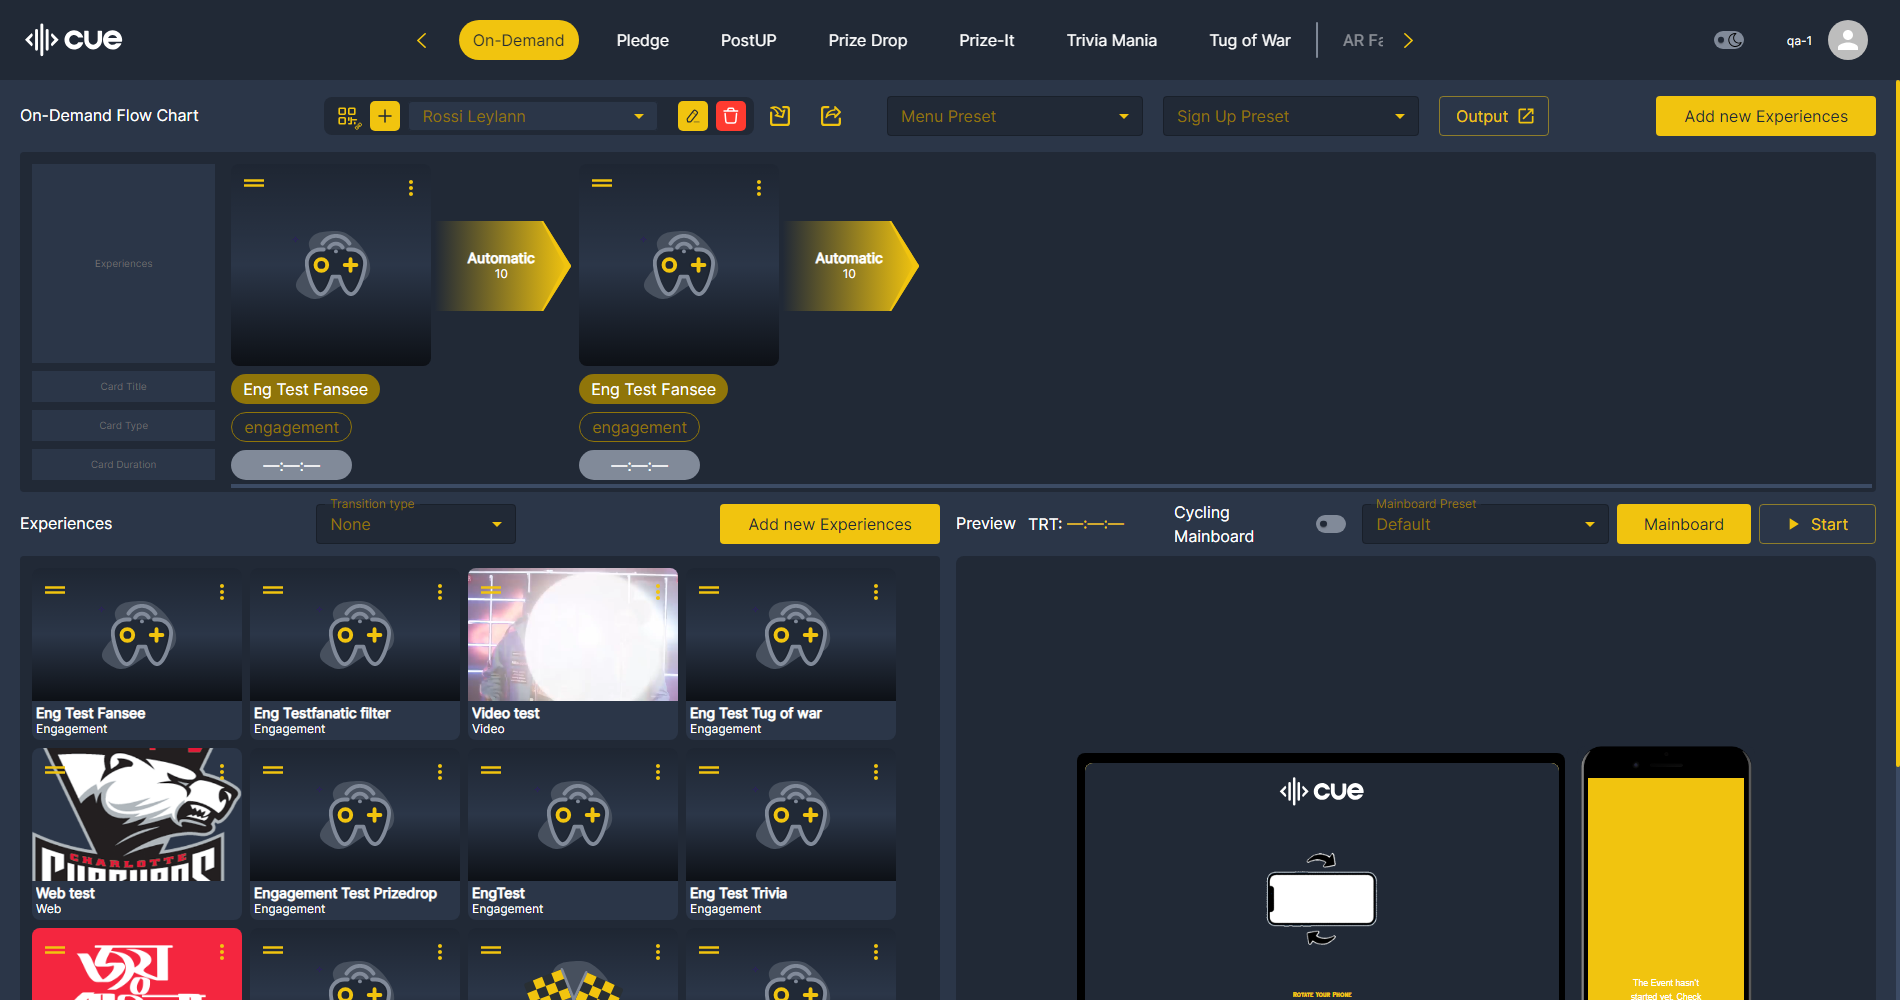 cue
On-Demand
Pledge
PostUP
Prize Drop
Prize-It
Trivia Mania
Tug of War
AR Fa
qa-1
On-Demand Flow Chart
Rossi Leylann
Menu Preset
Sign Up Preset
Output
Add new Experiences
Experiences
Automatic
10
Automatic
10
Card Title
Eng Test Fansee
Eng Test Fansee
Card Type
engagement
engagement
Card Duration
—:—:—
—:—:—
Experiences
Transition type
None
Add new Experiences
Preview
TRT: —:—:—
Cycling
Mainboard
Mainboard Preset
Default
Mainboard
Start
Eng Test Fansee
Engagement
Eng Testfanatic filter
Engagement
Video test
Video
Eng Test Tug of war
Engagement
CHARLOTTE
Web test
Web
Engagement Test Prizedrop
Engagement
EngTest
Engagement
Eng Test Trivia
Engagement
জয়
cue
Rotate Your Phone
The Event hasn't
started yet. Check